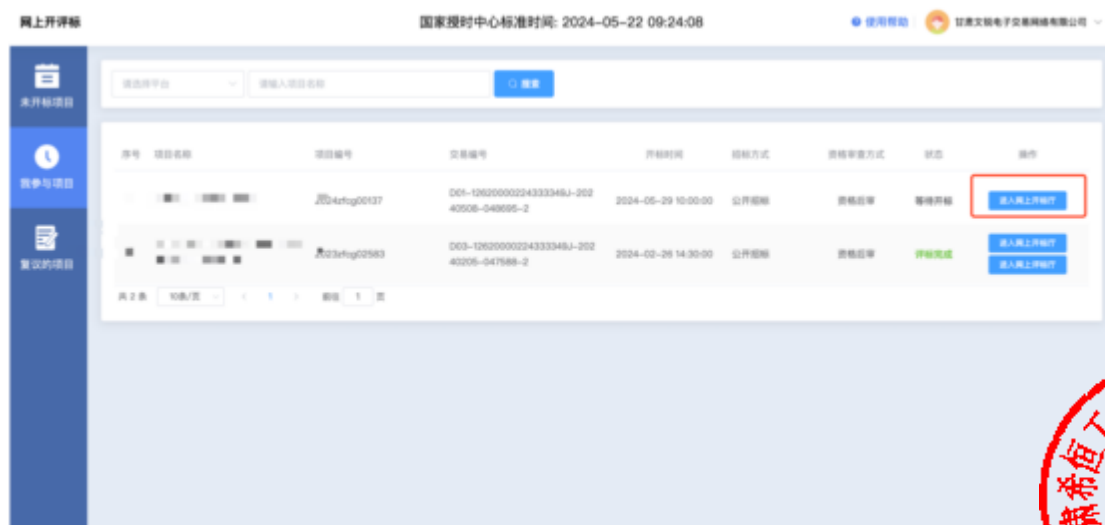 网上开评标
国家授时中心标准时间: 2024-05-22 09:24:08
使用帮助
甘肃文锐电子交易网络有限公司
未开标项目
我参与项目
复议的项目
请选择平台
请输入项目名称
搜索
序号 项目名称 项目编号 交易编号 开标时间 招标方式 资格审查方式 状态 操作
2024zfcg00137 D01-12620000224333349J-202
40508-048695-2
2024-05-29 10:00:00 公开招标 资格后审 等待开标 进入网上开标厅
2023zfcg02583 D03-12620000224333349J-202
40205-047588-2
2024-02-26 14:30:00 公开招标 资格后审 评标完成 进入网上开标厅
进入网上评标厅
共 2 条 10条/页 1 前往 1 页